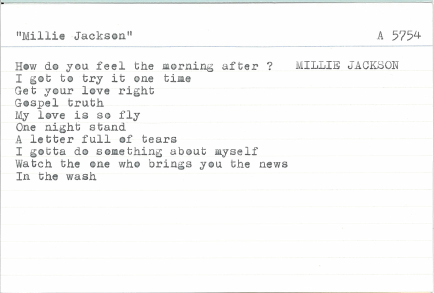 "Millie Jackson" A 5754
How do you feel the morning after ? MILLIE JACKSON
I got to try it one time
Get your love right
Gospel truth
My love is so fly
One night stand
A letter full of tears
I gotta do something about myself
Watch the one who brings you the news
In the wash